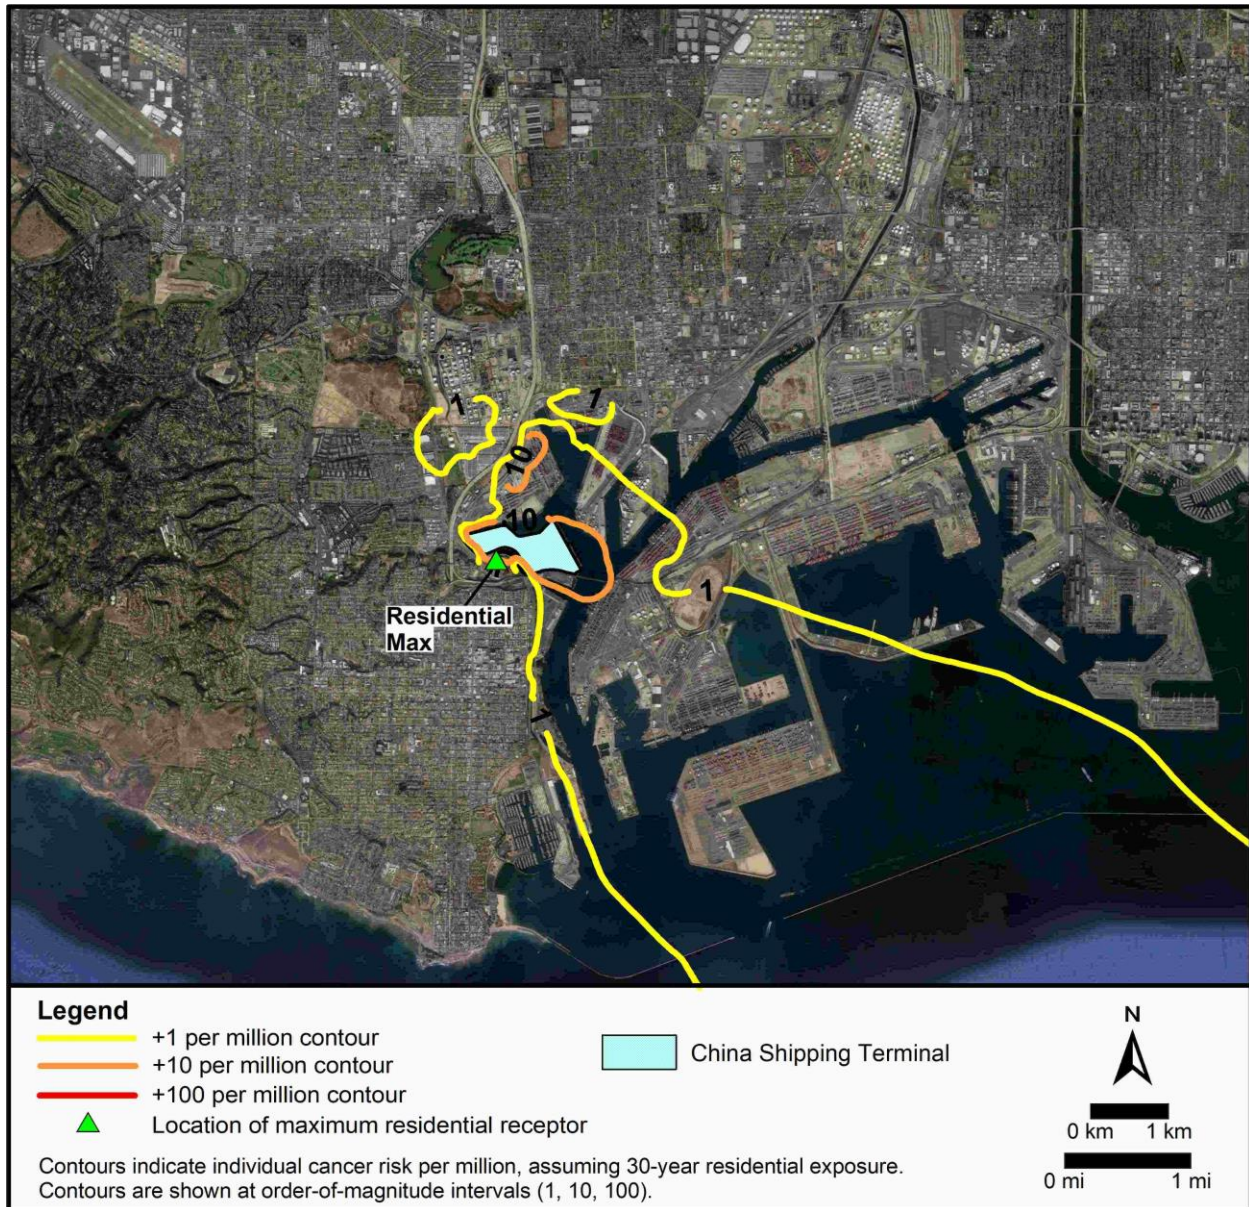 1
1
10
10
1
Residential
Max
1
Legend
+1 per million contour
+10 per million contour
+100 per million contour
Location of maximum residential receptor
China Shipping Terminal
N
0 km 1 km
0 mi 1 mi
Contours indicate individual cancer risk per million, assuming 30-year residential exposure.
Contours are shown at order-of-magnitude intervals (1, 10, 100).